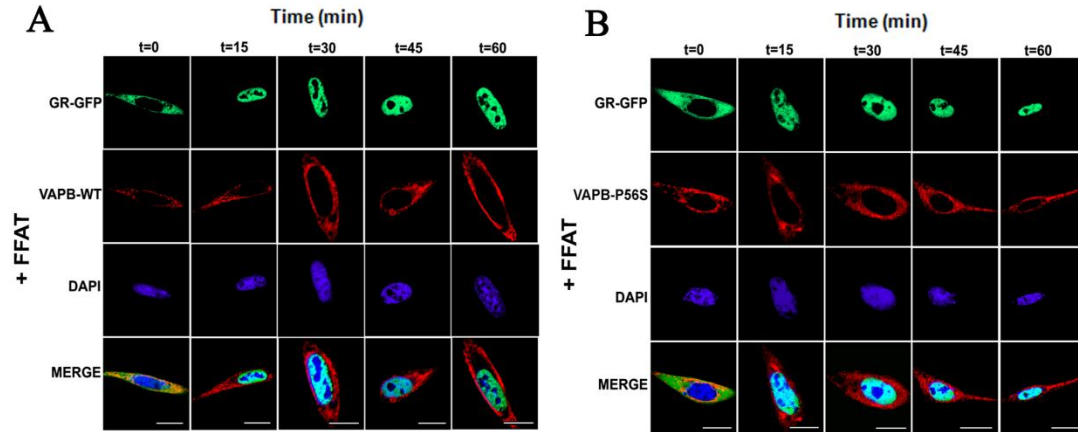 A
Time (min)
t=0 t=15 t=30 t=45 t=60
GR-GFP
VAPB-WT
DAPI
MERGE
+ FFAT
B
Time (min)
t=0 t=15 t=30 t=45 t=60
GR-GFP
VAPB-P56S
DAPI
MERGE
+ FFAT